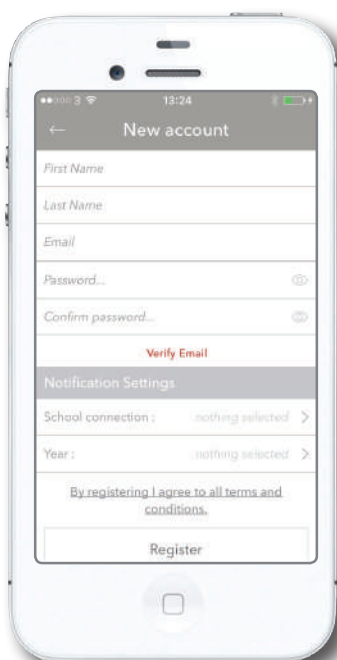 3 13:24
New account
First Name
Last Name
Email
Password...
Confirm password...
Verify Email
Notification Settings
School connection : nothing selected
Year : nothing selected
By registering I agree to all terms and
conditions.
Register